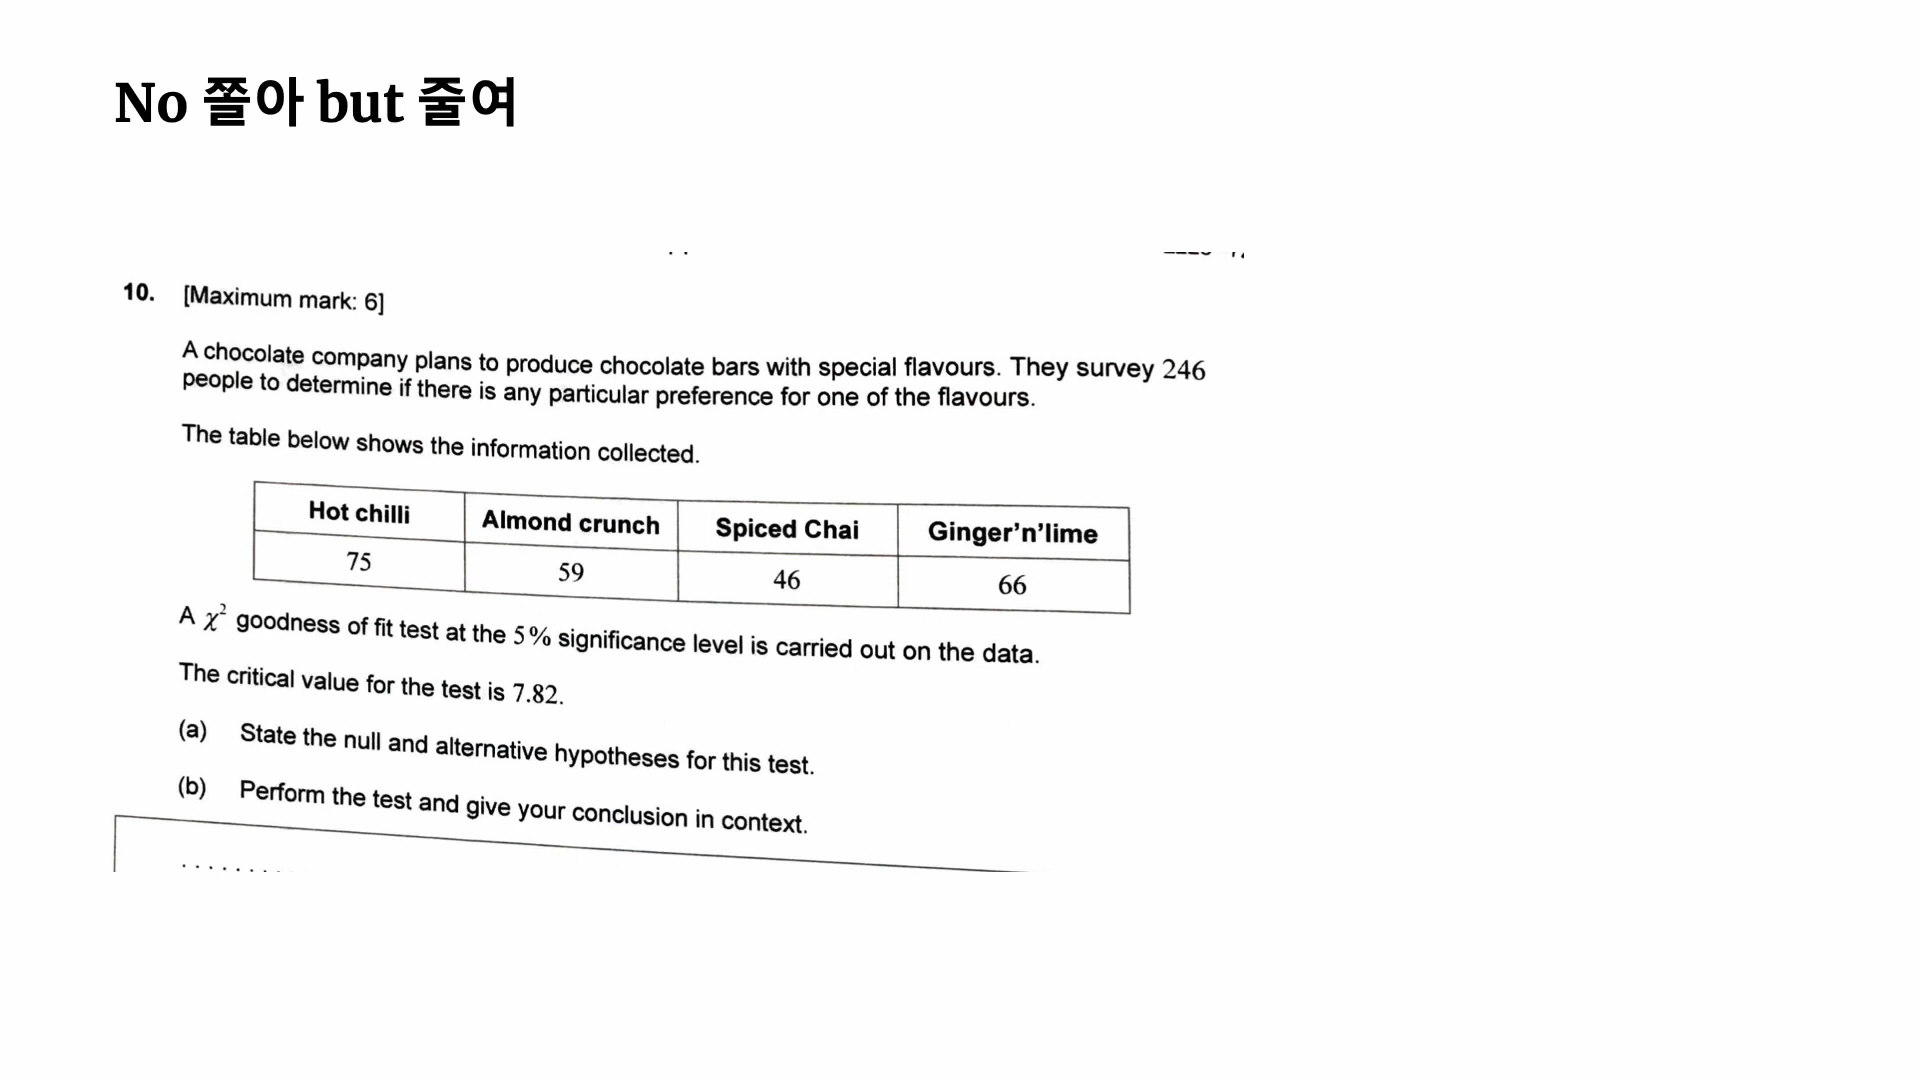 No 쫄아 but 줄여
10. [Maximum mark: 6]
A chocolate company plans to produce chocolate bars with special flavours. They survey 246
people to determine if there is any particular preference for one of the flavours.
The table below shows the information collected.
Hot chilli Almond crunch Spiced Chai Ginger’n’lime
75 59 46 66
A χ² goodness of fit test at the 5% significance level is carried out on the data.
The critical value for the test is 7.82.
(a) State the null and alternative hypotheses for this test.
(b) Perform the test and give your conclusion in context.